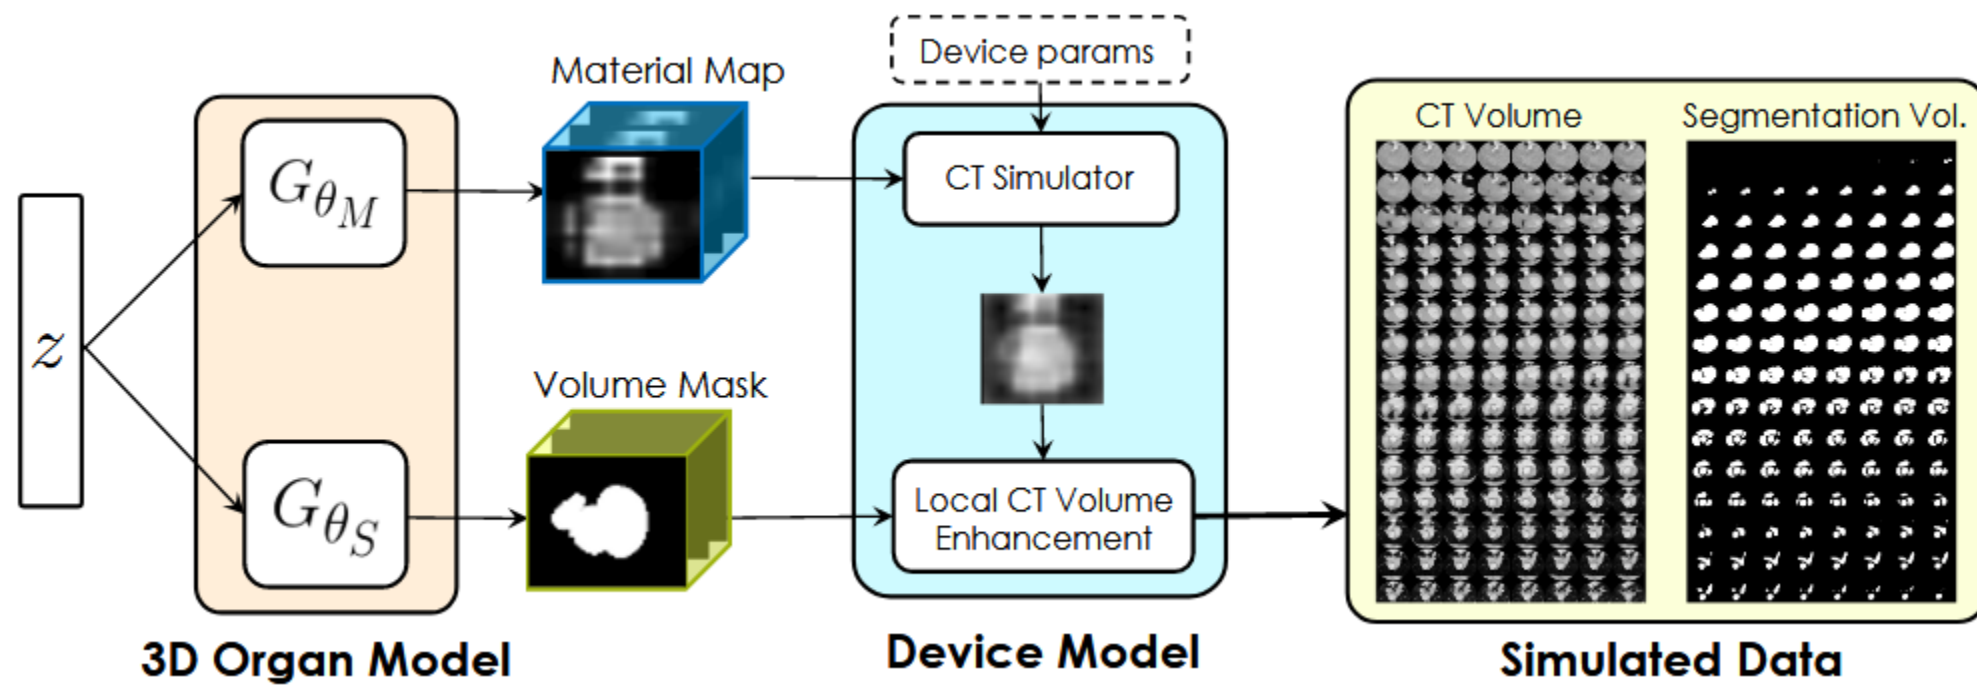 z
G_{θ_M}
G_{θ_S}
3D Organ Model
Material Map
Volume Mask
Device params
CT Simulator
Local CT Volume
Enhancement
Device Model
CT Volume
Segmentation Vol.
Simulated Data